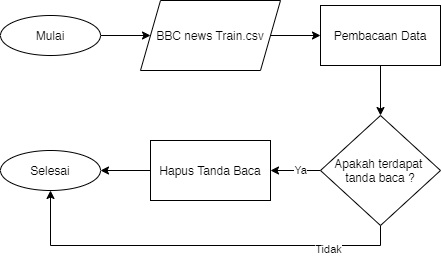 Mulai
BBC news Train.csv
Pembacaan Data
Apakah terdapat
tanda baca ?
Ya
Hapus Tanda Baca
Selesai
Tidak